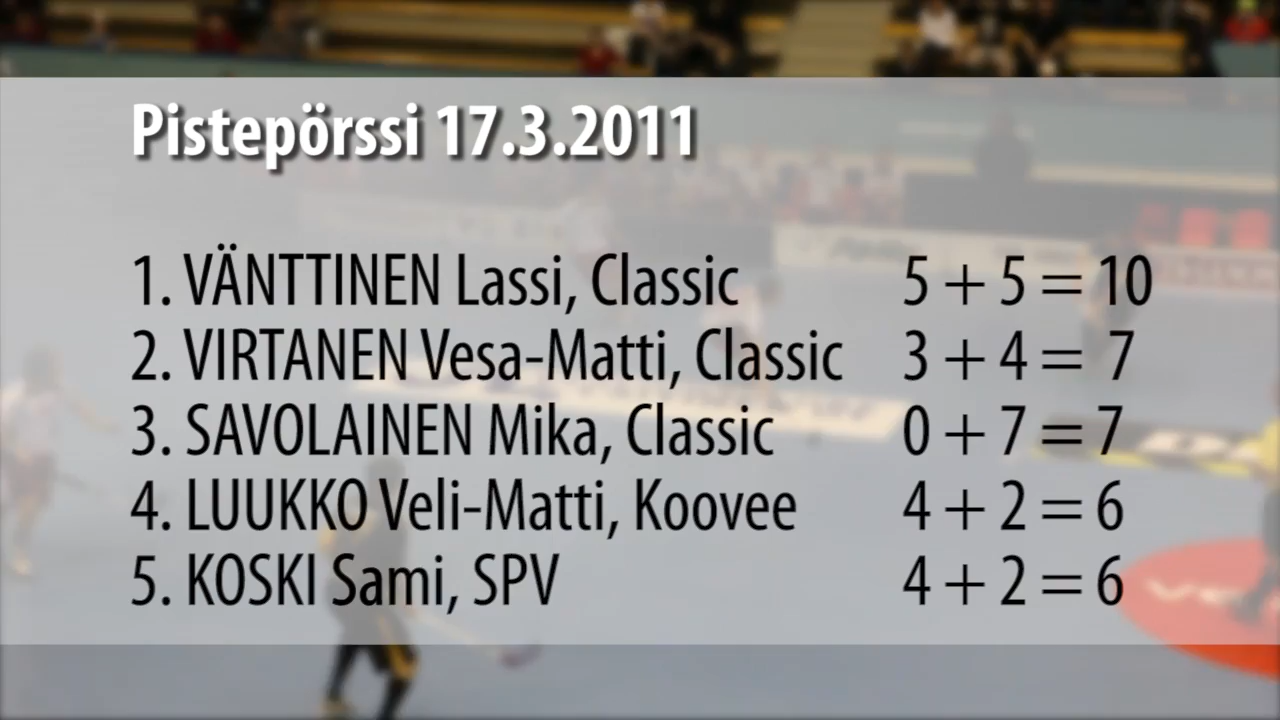 Pistepörssi 17.3.2011
1. VÄNTTINEN Lassi, Classic 5 + 5 = 10
2. VIRTANEN Vesa-Matti, Classic 3 + 4 = 7
3. SAVOLAINEN Mika, Classic 0 + 7 = 7
4. LUUKKO Veli-Matti, Koovee 4 + 2 = 6
5. KOSKI Sami, SPV 4 + 2 = 6